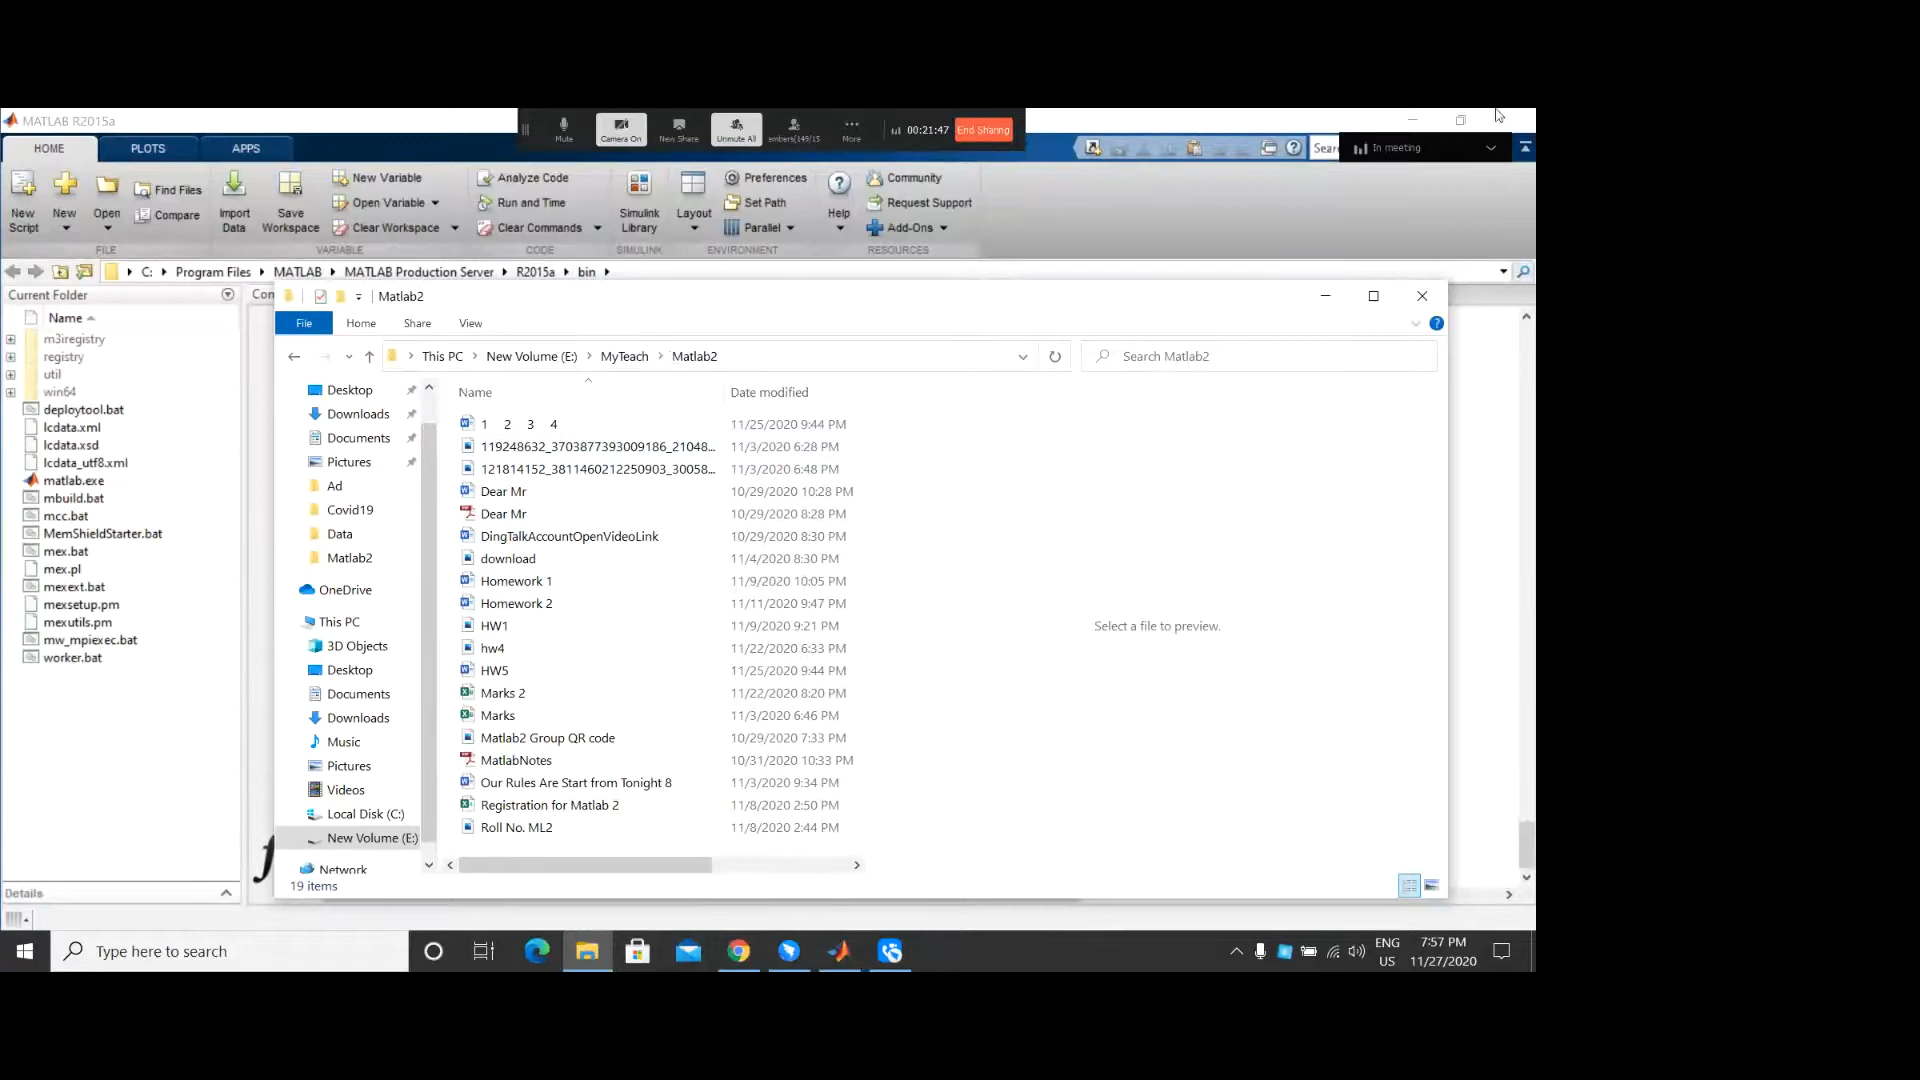 MATLAB R2015a
Mute
Camera On
New Share
Unmute All
More
00:21:47
End Sharing
HOME
PLOTS
APPS
In meeting
New Script
New
Open
Find Files
Compare
FILE
Import Data
Save Workspace
New Variable
Open Variable
Clear Workspace
VARIABLE
Analyze Code
Run and Time
Clear Commands
CODE
Simulink Library
SIMULINK
Layout
Preferences
Set Path
Parallel
ENVIRONMENT
Help
Community
Request Support
Add-Ons
RESOURCES
C: Program Files MATLAB MATLAB Production Server R2015a bin
Current Folder
Name
m3iregistry
registry
util
win64
deploytool.bat
lcdata.xml
lcdata.xsd
lcdata_utf8.xml
matlab.exe
mbuild.bat
mcc.bat
MemShieldStarter.bat
mex.bat
mex.pl
mexext.bat
mexsetup.pm
mexutils.pm
mw_mpiexec.bat
worker.bat
Details
Matlab2
File Home Share View
This PC New Volume (E:) MyTeach Matlab2
Search Matlab2
Desktop
Downloads
Documents
Pictures
Ad
Covid19
Data
Matlab2
OneDrive
This PC
3D Objects
Desktop
Documents
Downloads
Music
Pictures
Videos
Local Disk (C:)
New Volume (E:)
Network
Name Date modified
1 2 3 4 11/25/2020 9:44 PM
119248632_3703877393009186_21048... 11/3/2020 6:28 PM
121814152_3811460212250903_30058... 11/3/2020 6:48 PM
Dear Mr 10/29/2020 10:28 PM
Dear Mr 10/29/2020 8:28 PM
DingTalkAccountOpenVideoLink 10/29/2020 8:30 PM
download 11/4/2020 8:30 PM
Homework 1 11/9/2020 10:05 PM
Homework 2 11/11/2020 9:47 PM
HW1 11/9/2020 9:21 PM
hw4 11/22/2020 6:33 PM
HW5 11/25/2020 9:44 PM
Marks 2 11/22/2020 8:20 PM
Marks 11/3/2020 6:46 PM
Matlab2 Group QR code 10/29/2020 7:33 PM
MatlabNotes 10/31/2020 10:33 PM
Our Rules Are Start from Tonight 8 11/3/2020 9:34 PM
Registration for Matlab 2 11/8/2020 2:50 PM
Roll No. ML2 11/8/2020 2:44 PM
Select a file to preview.
19 items
Type here to search
ENG
US
7:57 PM
11/27/2020